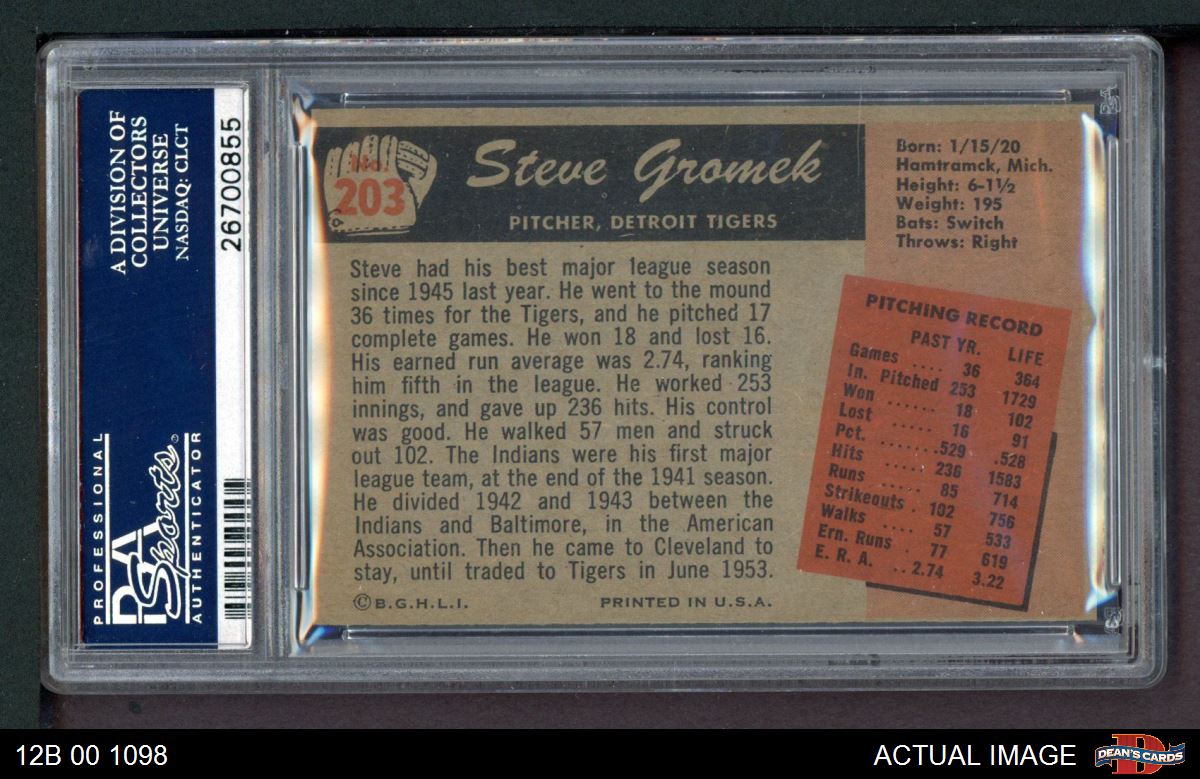 A DIVISION OF
COLLECTORS
UNIVERSE
NASDAQ: CLCT
26700855
PROFESSIONAL
PSA
Sports
AUTHENTICATOR
No.
203
Steve Gromek
PITCHER, DETROIT TIGERS
Born: 1/15/20
Hamtramck, Mich.
Height: 6-1½
Weight: 195
Bats: Switch
Throws: Right
Steve had his best major league season
since 1945 last year. He went to the mound
36 times for the Tigers, and he pitched 17
complete games. He won 18 and lost 16.
His earned run average was 2.74, ranking
him fifth in the league. He worked 253
innings, and gave up 236 hits. His control
was good. He walked 57 men and struck
out 102. The Indians were his first major
league team, at the end of the 1941 season.
He divided 1942 and 1943 between the
Indians and Baltimore, in the American
Association. Then he came to Cleveland to
stay, until traded to Tigers in June 1953.
© B.G.H.L.I. PRINTED IN U.S.A.
PITCHING RECORD
PAST YR. LIFE
Games .... 36 364
In. Pitched 253 1729
Won ...... 18 102
Lost ...... 16 91
Pct. ....... .529 .528
Hits .... 236 1583
Runs .... 85 714
Strikeouts . 102 756
Walks .... 57 533
Ern. Runs . 77 619
E. R. A. .. 2.74 3.22
12B 00 1098
ACTUAL IMAGE
D
DEAN'S CARDS